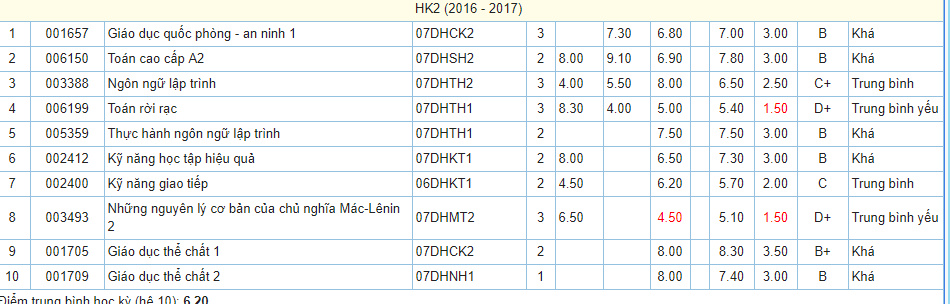 HK2 (2016 - 2017)
1 001657 Giáo dục quốc phòng - an ninh 1 07DHCK2 3 7.30 6.80 7.00 3.00 B Khá
2 006150 Toán cao cấp A2 07DHSH2 2 8.00 9.10 6.90 7.80 3.00 B Khá
3 003388 Ngôn ngữ lập trình 07DHTH2 3 4.00 5.50 8.00 6.50 2.50 C+ Trung bình
4 006199 Toán rời rạc 07DHTH1 3 8.30 4.00 5.00 5.40 1.50 D+ Trung bình yếu
5 005359 Thực hành ngôn ngữ lập trình 07DHTH1 2 7.50 7.50 3.00 B Khá
6 002412 Kỹ năng học tập hiệu quả 07DHKT1 2 8.00 6.50 7.30 3.00 B Khá
7 002400 Kỹ năng giao tiếp 06DHKT1 2 4.50 6.20 5.70 2.00 C Trung bình
8 003493 Những nguyên lý cơ bản của chủ nghĩa Mác-Lênin 07DHMT2 3 6.50 4.50 5.10 1.50 D+ Trung bình yếu
2
9 001705 Giáo dục thể chất 1 07DHCK2 2 8.00 8.30 3.50 B+ Khá
10 001709 Giáo dục thể chất 2 07DHNH1 1 8.00 7.40 3.00 B Khá
Điểm trung bình học kỳ (hệ 10): 6.20